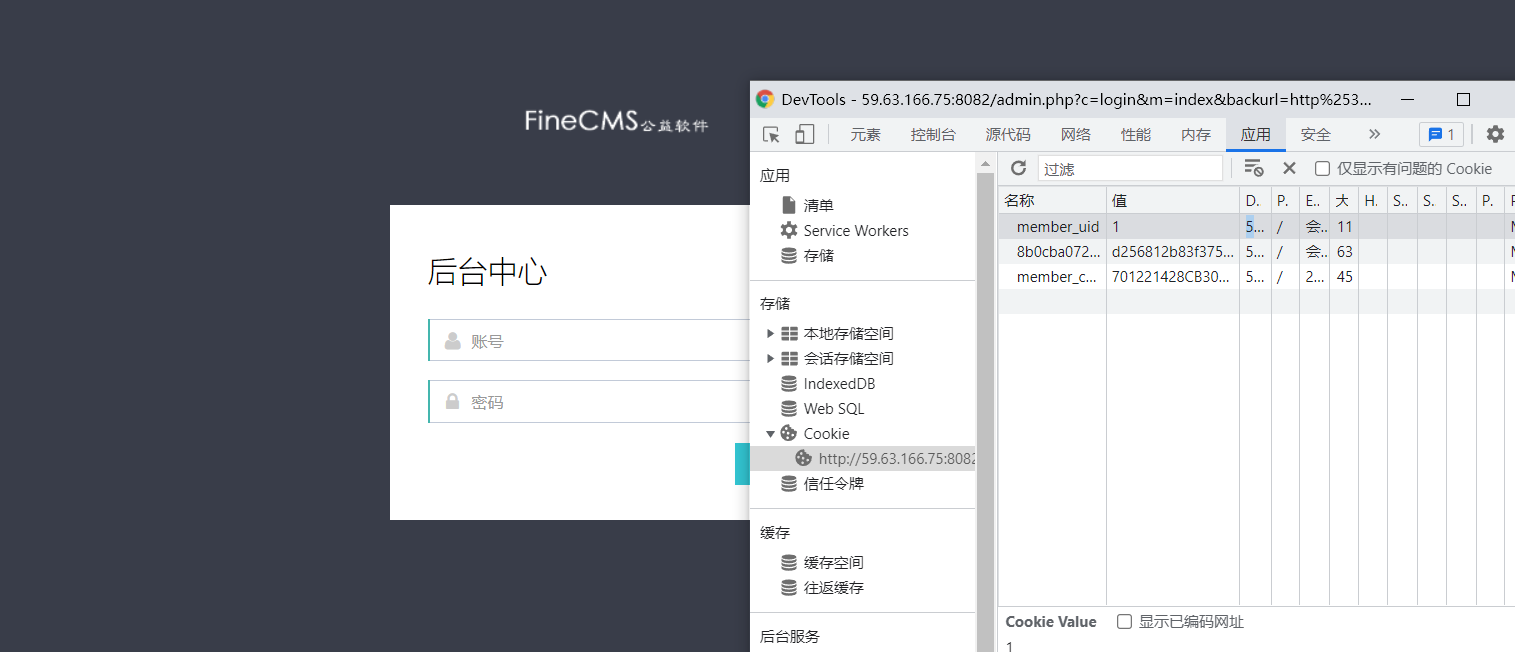 FineCMS公益软件
后台中心
账号
密码
DevTools - 59.63.166.75:8082/admin.php?c=login&m=index&backurl=http%253...
元素 控制台 源代码 网络 性能 内存 应用 安全 » 1
应用
清单
Service Workers
存储
存储
本地存储空间
会话存储空间
IndexedDB
Web SQL
Cookie
http://59.63.166.75:8082
信任令牌
缓存
缓存空间
往返缓存
后台服务
过滤 仅显示有问题的 Cookie
名称 值 D. P. E.. 大 H. S.. S. S.. P.
member_uid 1 5... / 会.. 11
8b0cba072... d256812b83f375... 5... / 会.. 63
member_c... 701221428CB30... 5... / 2... 45
Cookie Value 显示已编码网址
1